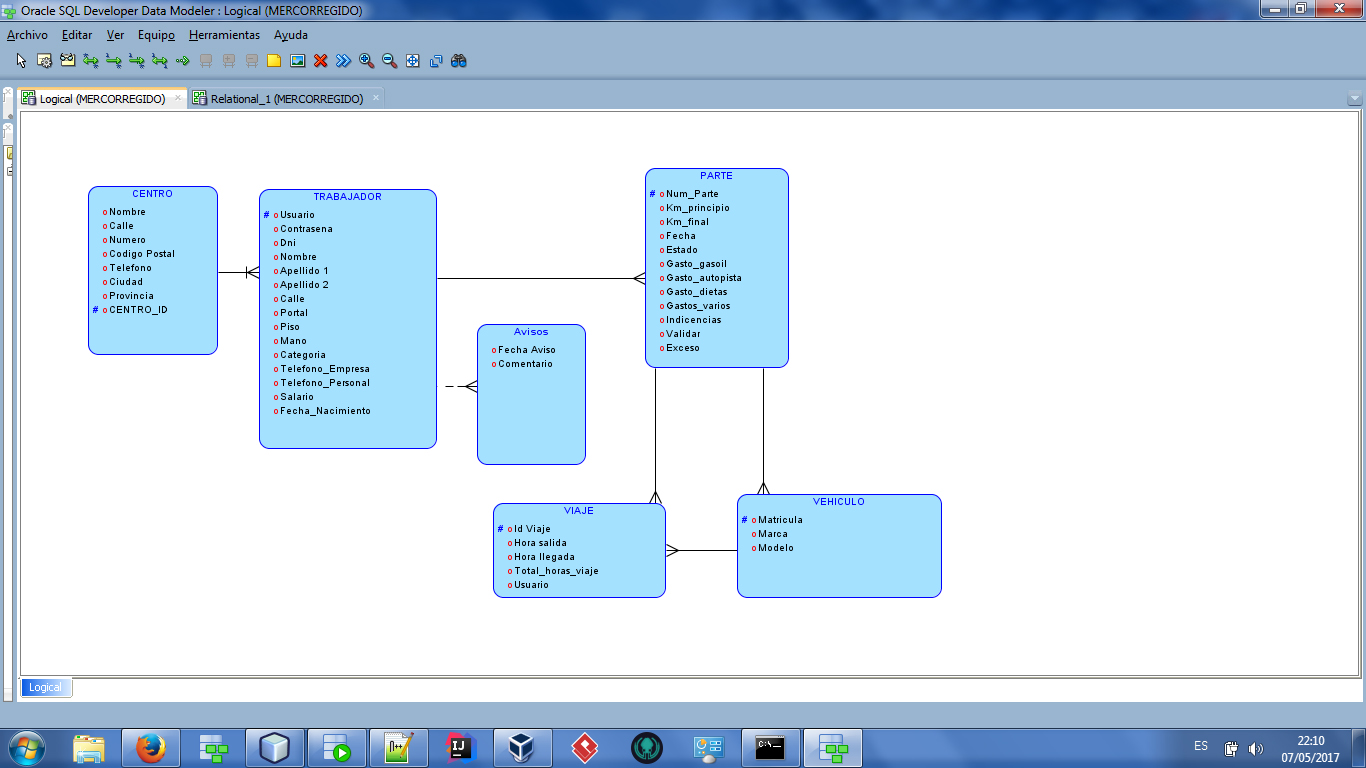 Oracle SQL Developer Data Modeler : Logical (MERCORREGIDO)
Archivo Editar Ver Equipo Herramientas Ayuda
Logical (MERCORREGIDO) Relational_1 (MERCORREGIDO)
CENTRO
Nombre
Calle
Numero
Codigo Postal
Telefono
Ciudad
Provincia
# CENTRO_ID
TRABAJADOR
# Usuario
Contrasena
Dni
Nombre
Apellido 1
Apellido 2
Calle
Portal
Piso
Mano
Categoria
Telefono_Empresa
Telefono_Personal
Salario
Fecha_Nacimiento
PARTE
# Num_Parte
Km_principio
Km_final
Fecha
Estado
Gasto_gasoil
Gasto_autopista
Gasto_dietas
Gastos_varios
Indicencias
Validar
Exceso
Avisos
Fecha Aviso
Comentario
VIAJE
# Id Viaje
Hora salida
Hora llegada
Total_horas_viaje
Usuario
VEHICULO
# Matricula
Marca
Modelo
Logical
ES
22:10
07/05/2017